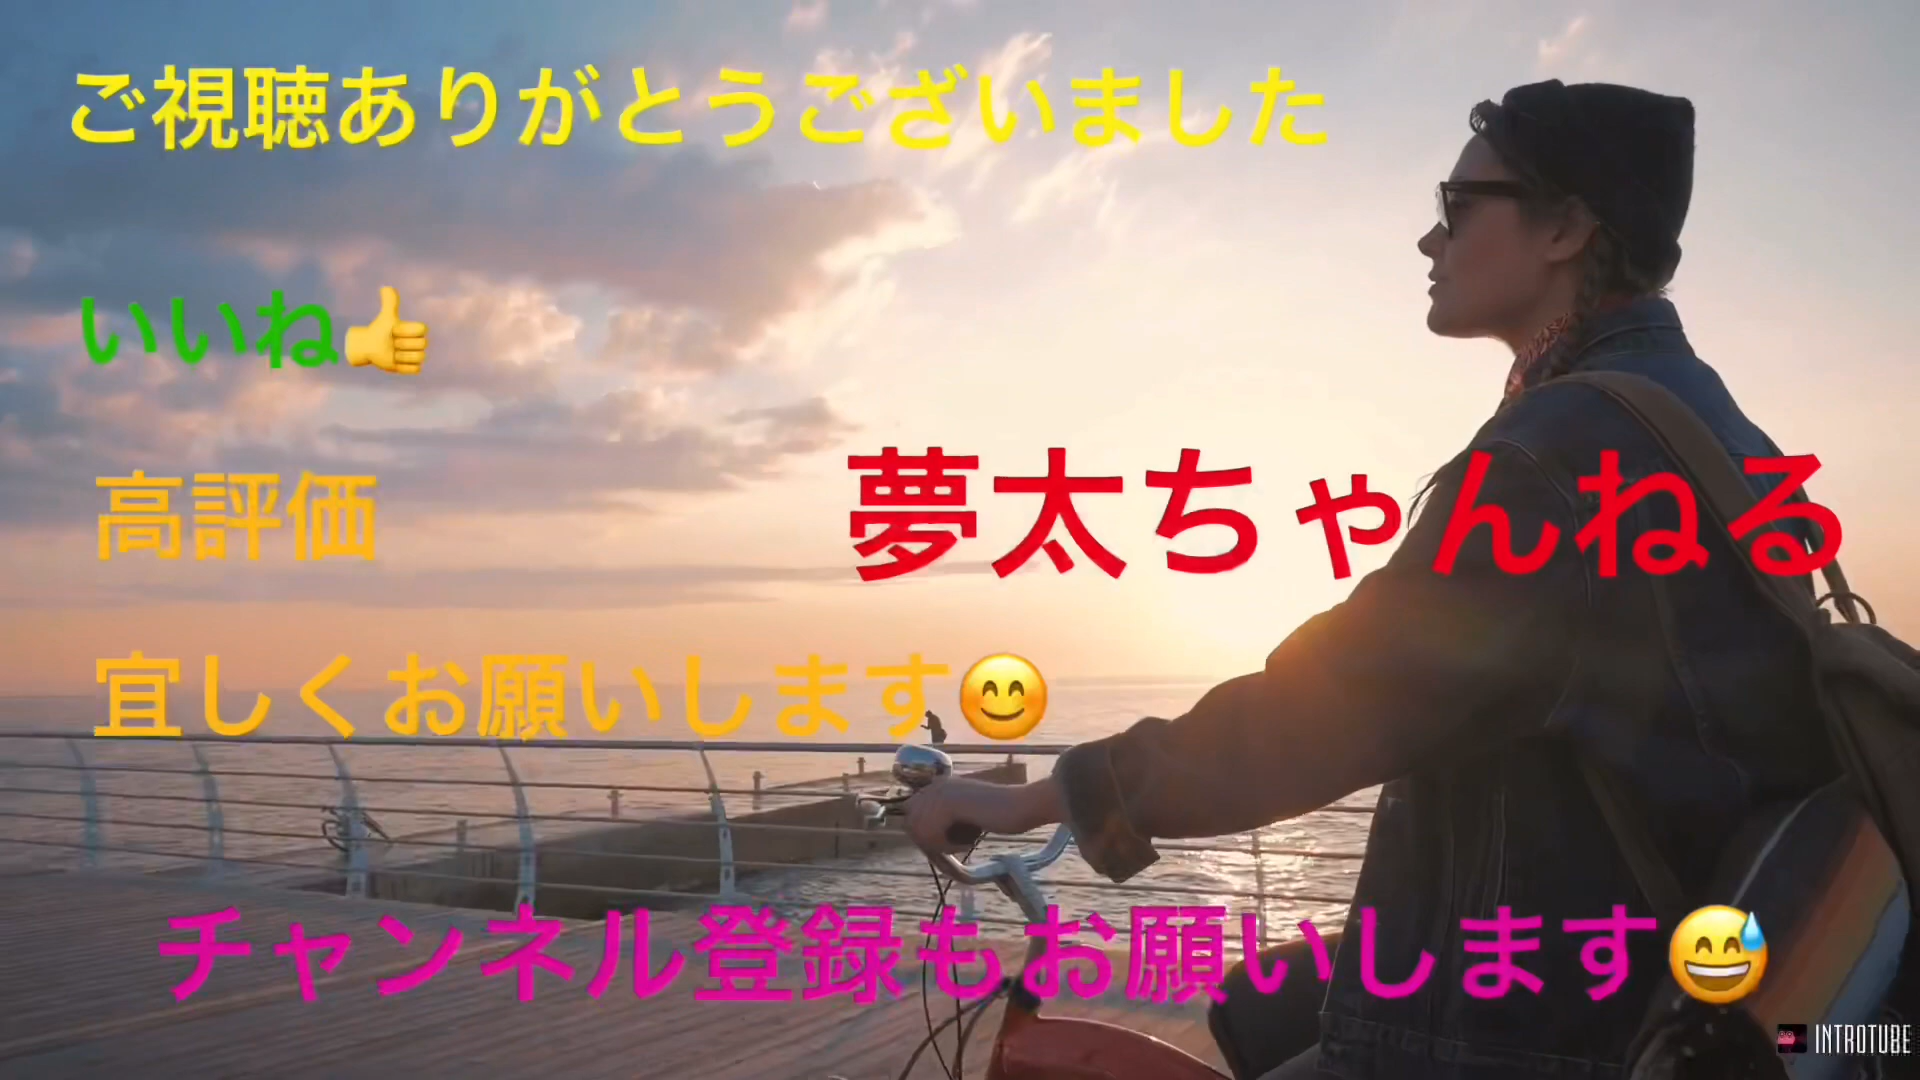 ご視聴ありがとうございました
いいね👍
高評価
夢太ちゃんねる
宜しくお願いします😊
チャンネル登録もお願いします😅
INTROTUBE